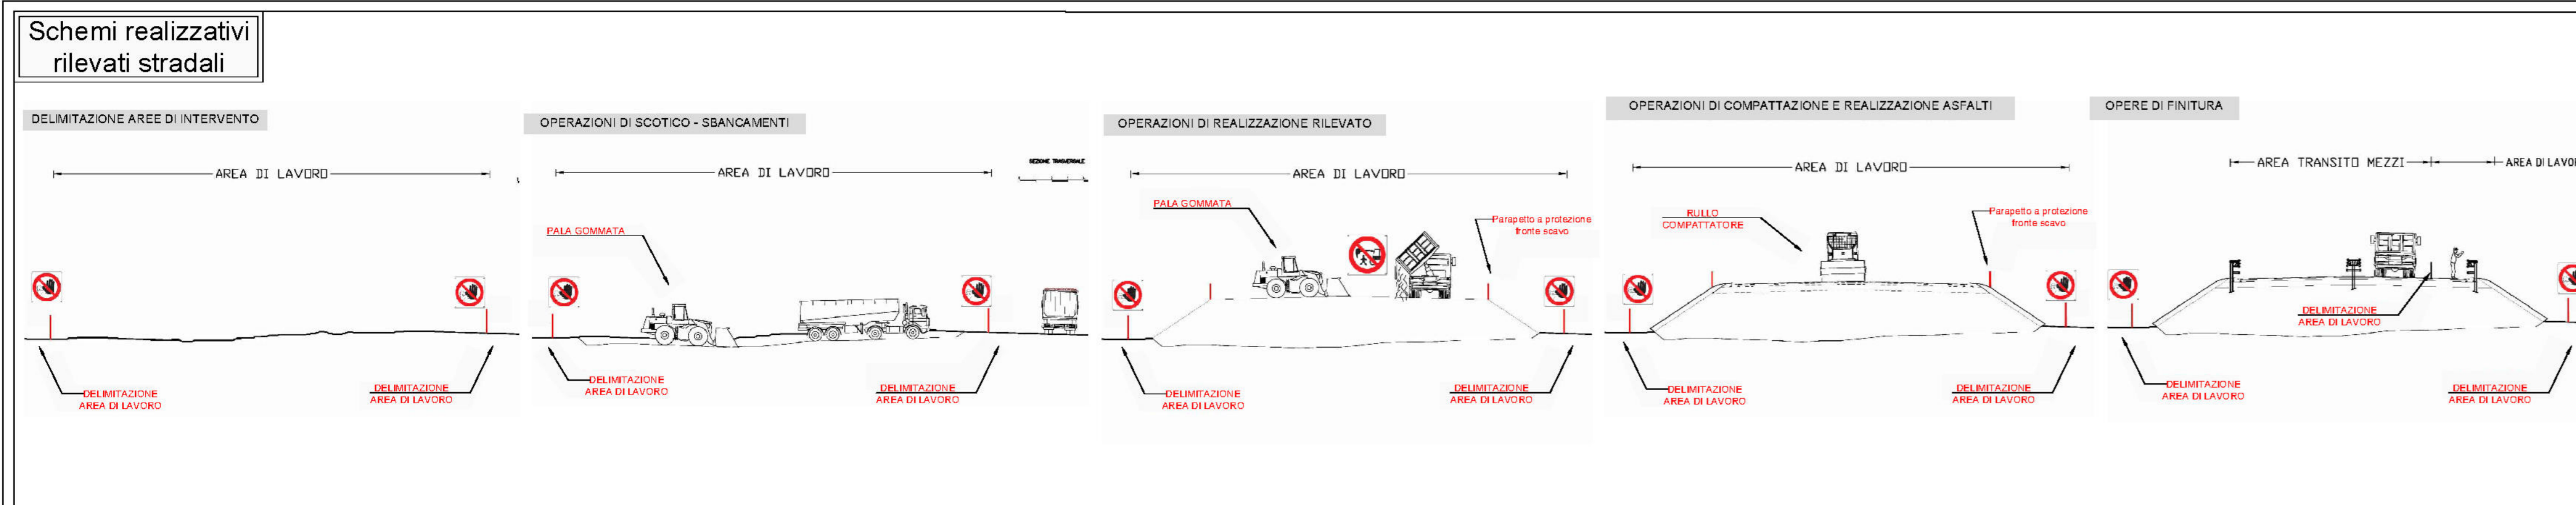 Schemi realizzativi
rilevati stradali
DELIMITAZIONE AREE DI INTERVENTO
AREA DI LAVORO
DELIMITAZIONE
AREA DI LAVORO
DELIMITAZIONE
AREA DI LAVORO
OPERAZIONI DI SCOTICO - SBANCAMENTI
AREA DI LAVORO
SEZIONE TRASVERSALE
PALA GOMMATA
DELIMITAZIONE
AREA DI LAVORO
DELIMITAZIONE
AREA DI LAVORO
OPERAZIONI DI REALIZZAZIONE RILEVATO
AREA DI LAVORO
PALA GOMMATA
Parapetto a protezione
fronte scavo
DELIMITAZIONE
AREA DI LAVORO
DELIMITAZIONE
AREA DI LAVORO
OPERAZIONI DI COMPATTAZIONE E REALIZZAZIONE ASFALTI
AREA DI LAVORO
RULLO
COMPATTATORE
Parapetto a protezione
fronte scavo
DELIMITAZIONE
AREA DI LAVORO
DELIMITAZIONE
AREA DI LAVORO
OPERE DI FINITURA
AREA TRANSITO MEZZI
AREA DI LAVO
DELIMITAZIONE
AREA DI LAVORO
DELIMITAZIONE
AREA DI LAVORO
DELIMITAZIONE
AREA DI LAVORO